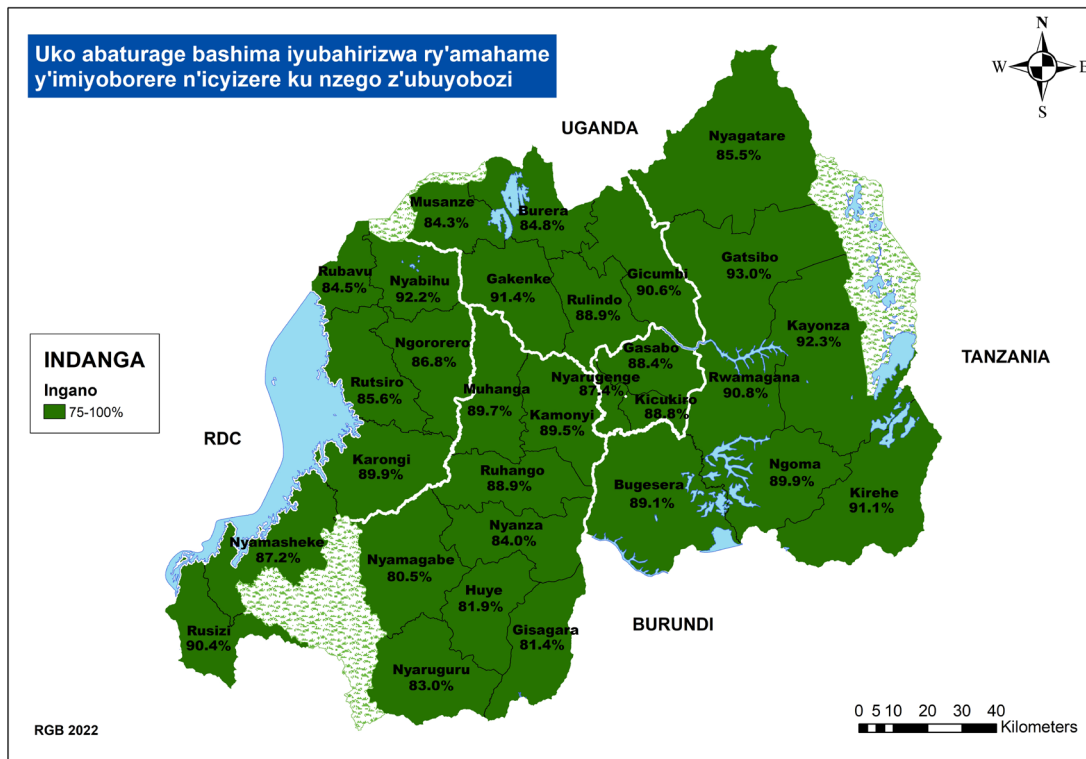 Uko abaturage bashima iyubahirizwa ry'amahame
y'imiyoborere n'icyizere ku nzego z'ubuyobozi
N
W
E
S
UGANDA
Nyagatare
85.5%
Musanze
84.3%
Burera
84.8%
Gatsibo
93.0%
Rubavu
84.5%
Nyabihu
92.2%
Gakenke
91.4%
Gicumbi
90.6%
Rulindo
88.9%
Kayonza
92.3%
INDANGA
Ingano
75-100%
Ngororero
86.8%
Gasabo
88.4%
TANZANIA
Rutsiro
85.6%
Muhanga
89.7%
Nyarugenge
87.4%
Rwamagana
90.8%
Kicukiro
88.8%
Kamonyi
89.5%
RDC
Karongi
89.9%
Ruhango
88.9%
Bugesera
89.1%
Ngoma
89.9%
Kirehe
91.1%
Nyamasheke
87.2%
Nyanza
84.0%
Nyamagabe
80.5%
Huye
81.9%
BURUNDI
Rusizi
90.4%
Gisagara
81.4%
Nyaruguru
83.0%
RGB 2022
0 5 10 20 30 40
Kilometers